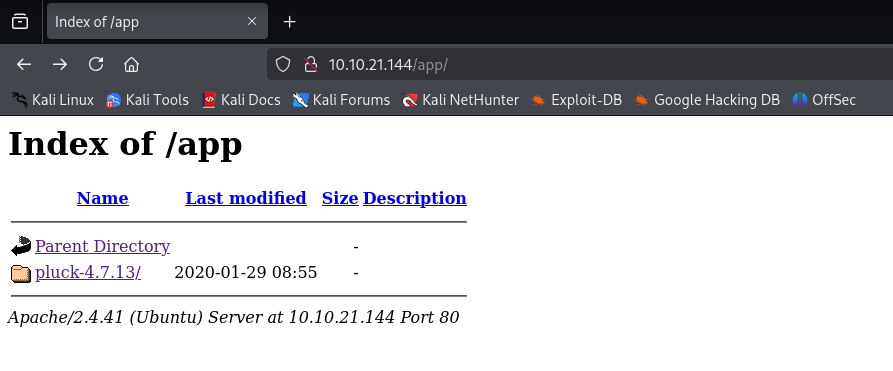 Index of /app
10.10.21.144/app/
Kali Linux Kali Tools Kali Docs Kali Forums Kali NetHunter Exploit-DB Google Hacking DB OffSec
Index of /app
Name Last modified Size Description
Parent Directory -
pluck-4.7.13/ 2020-01-29 08:55 -
Apache/2.4.41 (Ubuntu) Server at 10.10.21.144 Port 80